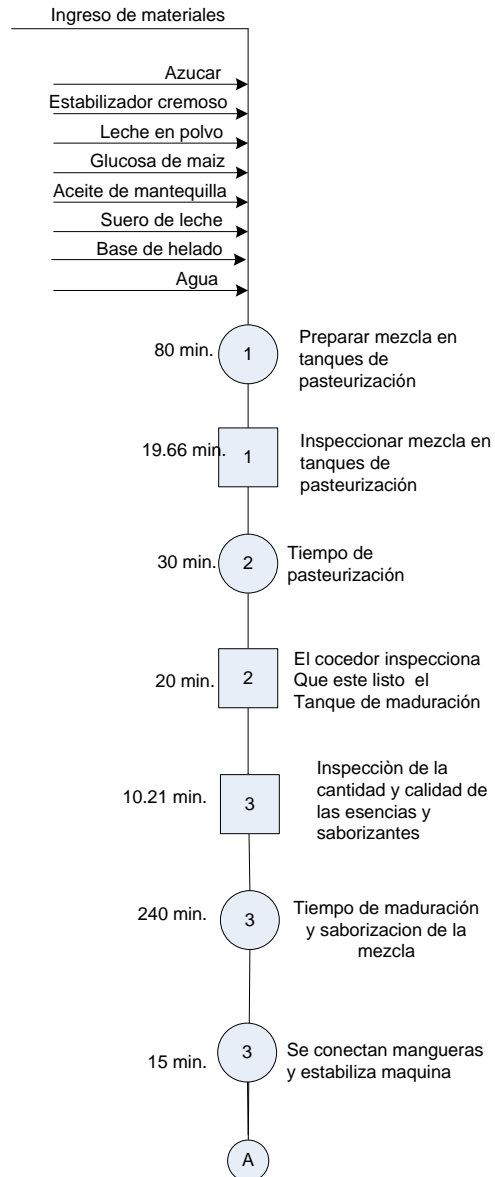 Ingreso de materiales
Azucar
Estabilizador cremoso
Leche en polvo
Glucosa de maiz
Aceite de mantequilla
Suero de leche
Base de helado
Agua
80 min.
1
Preparar mezcla en
tanques de
pasteurización
19.66 min.
1
Inspeccionar mezcla en
tanques de
pasteurización
30 min.
2
Tiempo de
pasteurización
20 min.
2
El cocedor inspecciona
Que este listo el
Tanque de maduración
10.21 min.
3
Inspecciòn de la
cantidad y calidad de
las esencias y
saborizantes
240 min.
3
Tiempo de maduración
y saborizacion de la
mezcla
15 min.
3
Se conectan mangueras
y estabiliza maquina
A